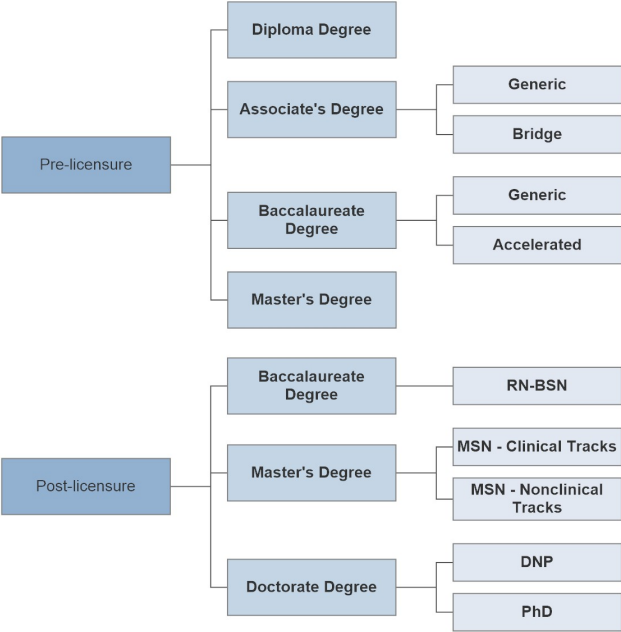 Diploma Degree
Generic
Associate's Degree
Bridge
Pre-licensure
Generic
Baccalaureate
Degree
Accelerated
Master's Degree
Baccalaureate
Degree
RN-BSN
MSN - Clinical Tracks
Master's Degree
Post-licensure
MSN - Nonclinical
Tracks
DNP
Doctorate Degree
PhD